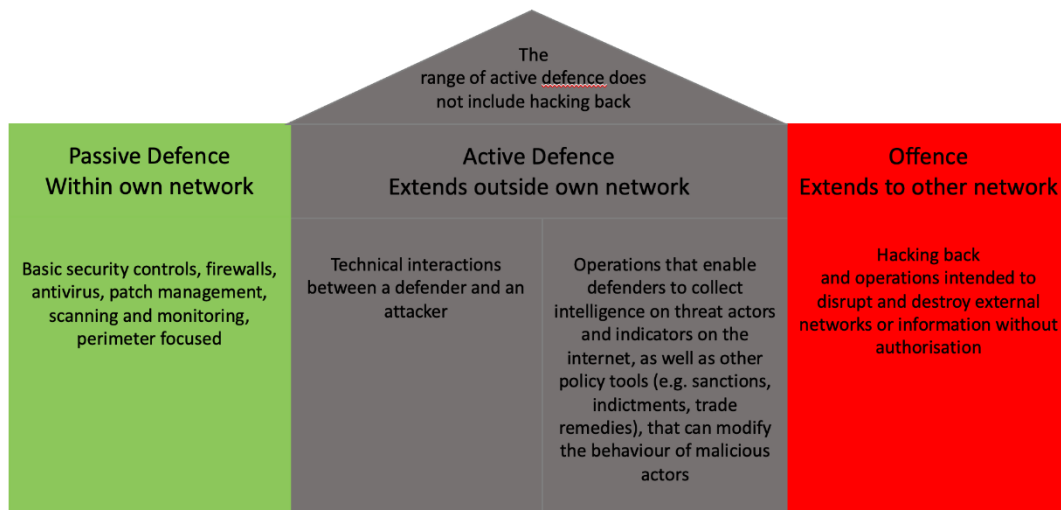 The
range of active defence does
not include hacking back
Passive Defence
Within own network
Active Defence
Extends outside own network
Offence
Extends to other network
Basic security controls, firewalls,
antivirus, patch management,
scanning and monitoring,
perimeter focused
Technical interactions
between a defender and an
attacker
Operations that enable
defenders to collect
intelligence on threat actors
and indicators on the
internet, as well as other
policy tools (e.g. sanctions,
indictments, trade
remedies), that can modify
the behaviour of malicious
actors
Hacking back
and operations intended to
disrupt and destroy external
networks or information without
authorisation